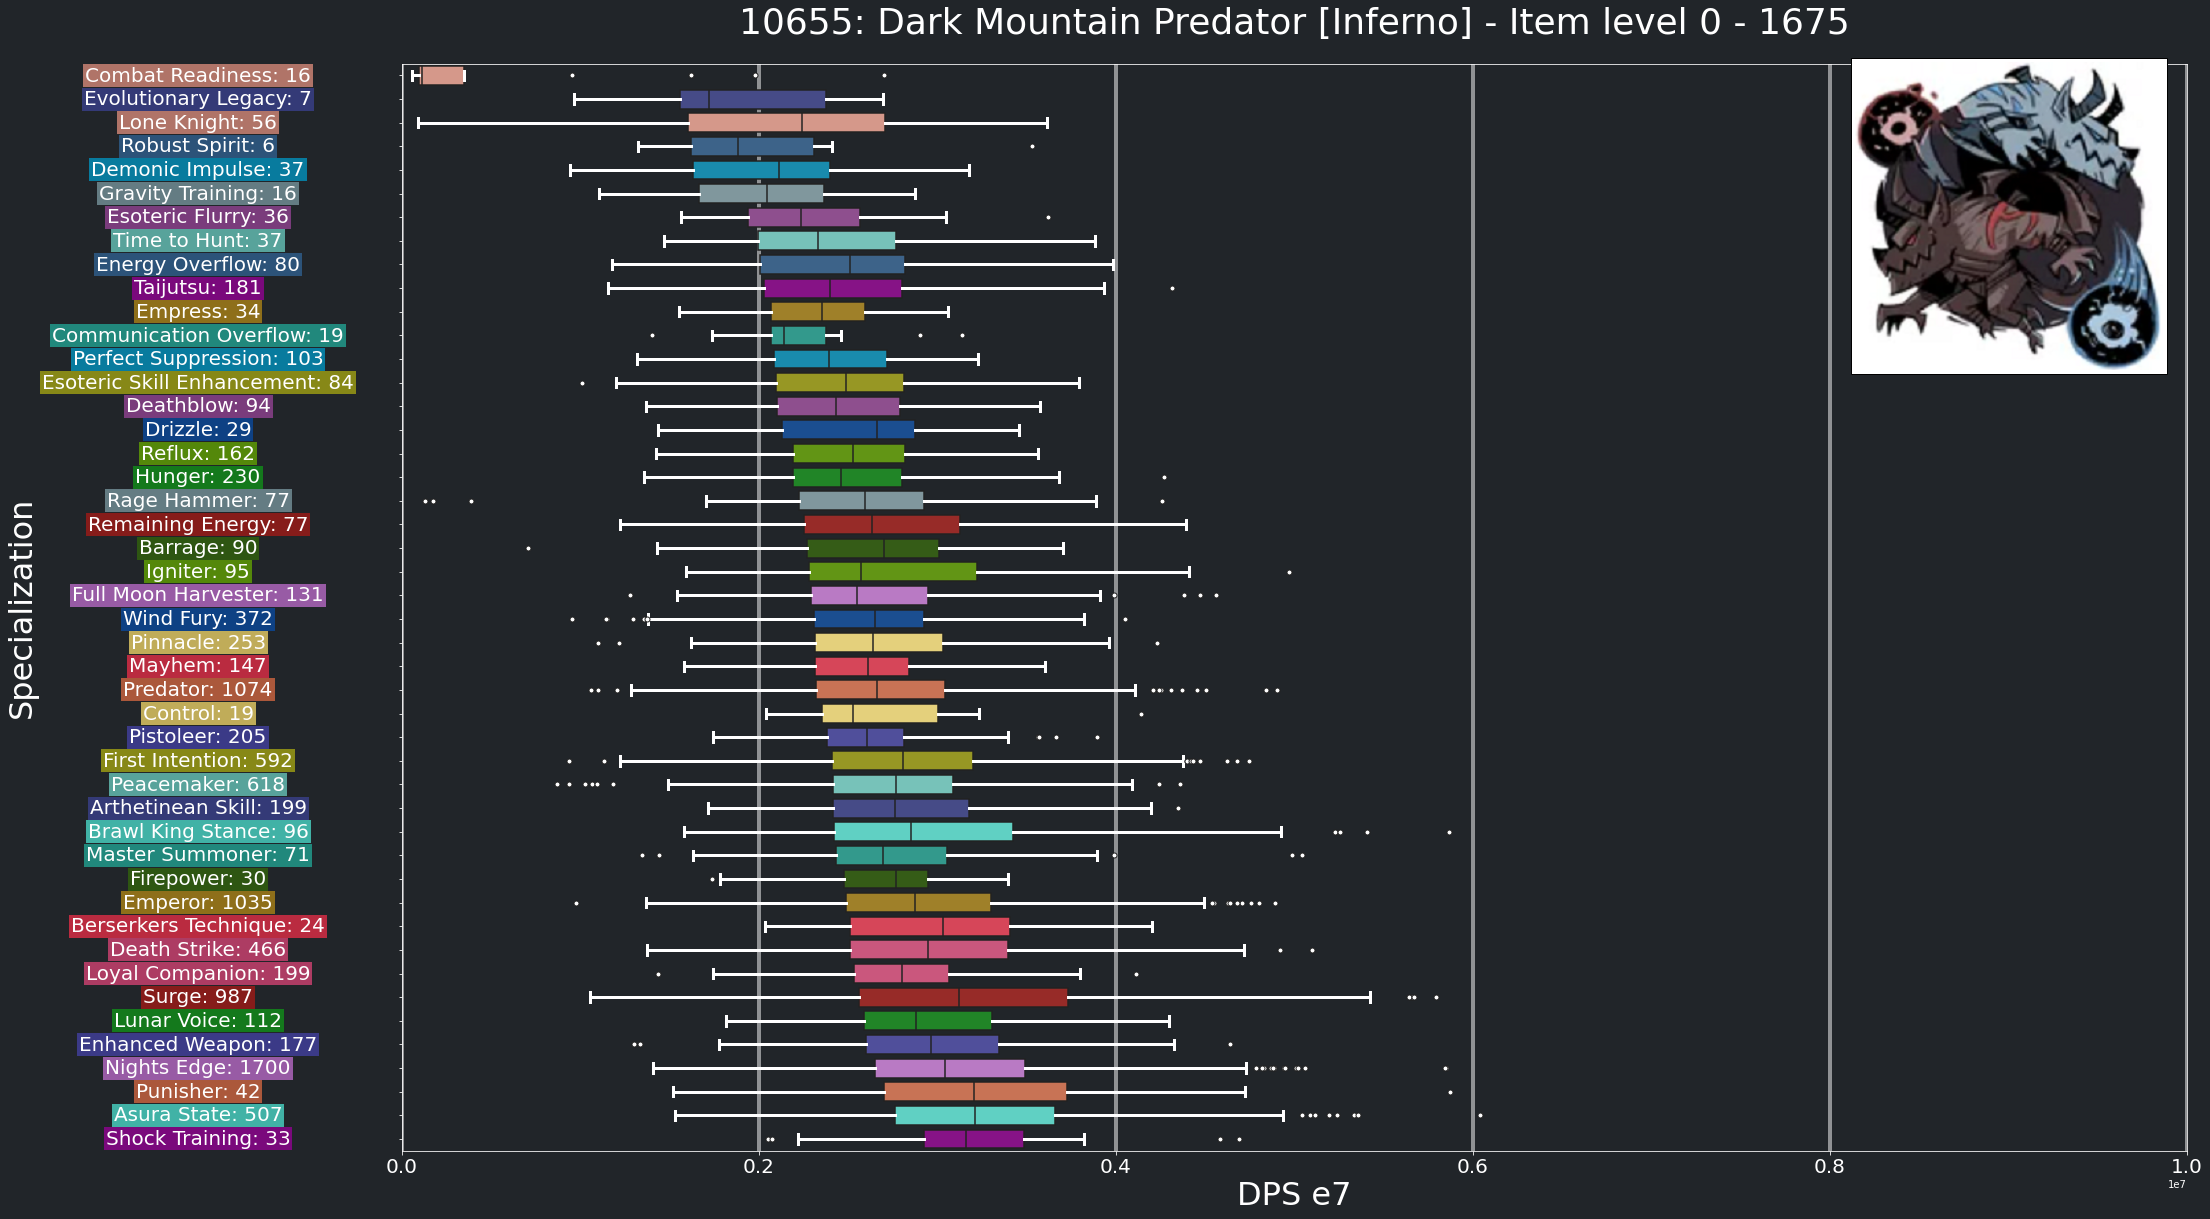 10655: Dark Mountain Predator [Inferno] - Item level 0 - 1675
Combat Readiness: 16
Evolutionary Legacy: 7
Lone Knight: 56
Robust Spirit: 6
Demonic Impulse: 37
Gravity Training: 16
Esoteric Flurry: 36
Time to Hunt: 37
Energy Overflow: 80
Taijutsu: 181
Empress: 34
Communication Overflow: 19
Perfect Suppression: 103
Esoteric Skill Enhancement: 84
Deathblow: 94
Drizzle: 29
Reflux: 162
Hunger: 230
Rage Hammer: 77
Remaining Energy: 77
Barrage: 90
Igniter: 95
Full Moon Harvester: 131
Wind Fury: 372
Pinnacle: 253
Mayhem: 147
Predator: 1074
Control: 19
Pistoleer: 205
First Intention: 592
Peacemaker: 618
Arthetinean Skill: 199
Brawl King Stance: 96
Master Summoner: 71
Firepower: 30
Emperor: 1035
Berserkers Technique: 24
Death Strike: 466
Loyal Companion: 199
Surge: 987
Lunar Voice: 112
Enhanced Weapon: 177
Nights Edge: 1700
Punisher: 42
Asura State: 507
Shock Training: 33
Specialization
0.0 0.2 0.4 0.6 0.8 1.0
1e7
DPS e7